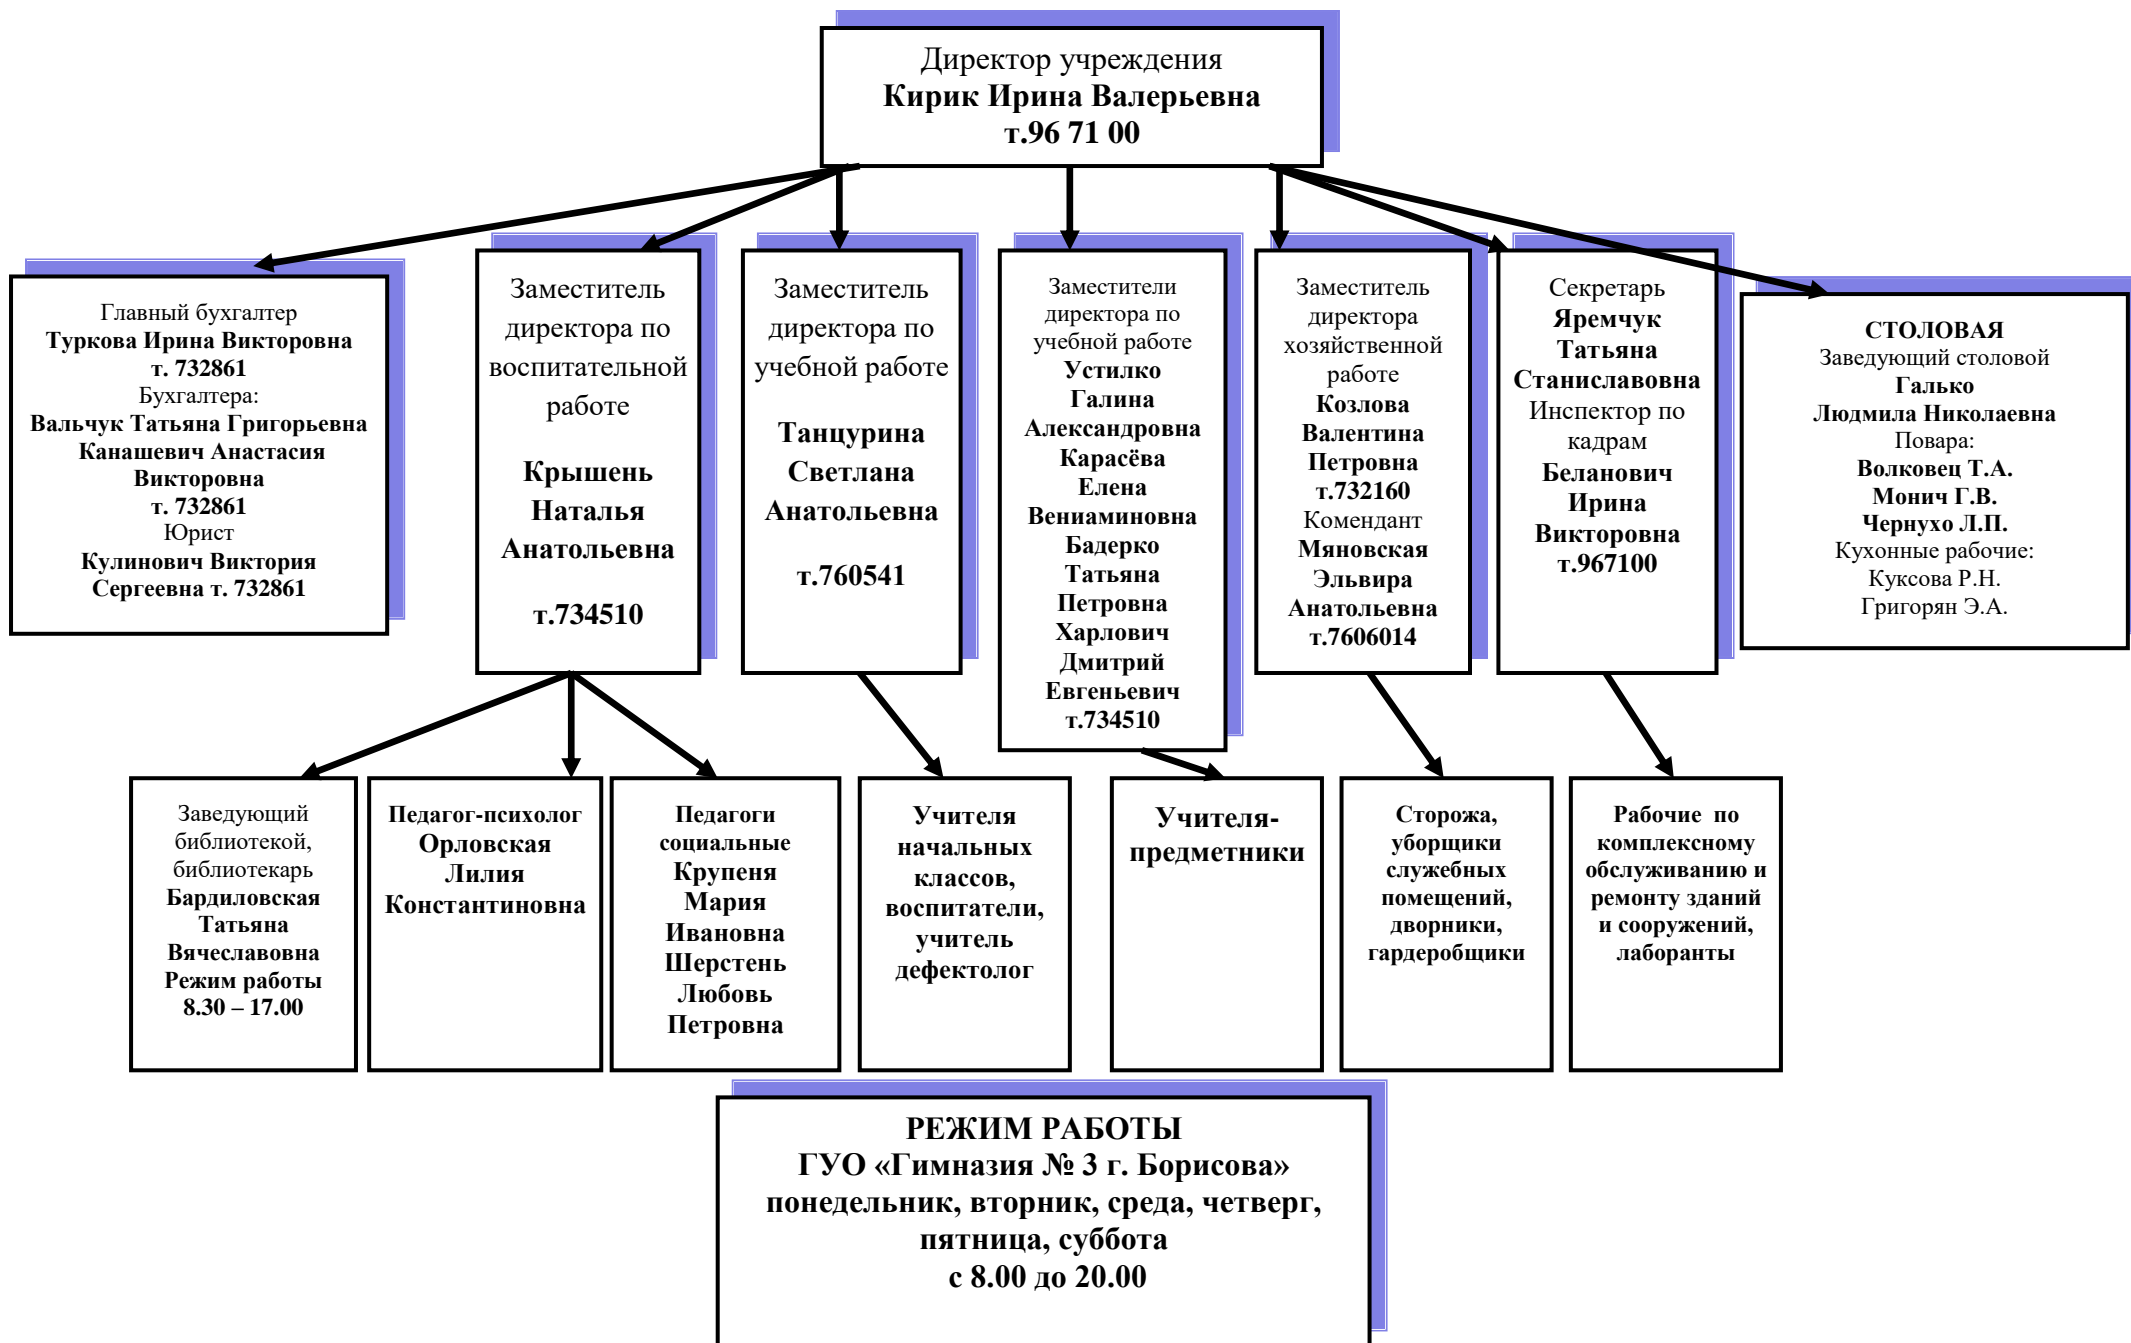 Директор учреждения
Кирик Ирина Валерьевна
т.96 71 00
Главный бухгалтер
Туркова Ирина Викторовна
т. 732861
Бухгалтера:
Вальчук Татьяна Григорьевна
Канашевич Анастасия
Викторовна
т. 732861
Юрист
Кулинович Виктория
Сергеевна т. 732861
Заместитель
директора по
воспитательной
работе
Крышень
Наталья
Анатольевна
т.734510
Заместитель
директора по
учебной работе
Танцурина
Светлана
Анатольевна
т.760541
Заместители
директора по
учебной работе
Устилко
Галина
Александровна
Карасёва
Елена
Вениаминовна
Бадерко
Татьяна
Петровна
Харлович
Дмитрий
Евгеньевич
т.734510
Заместитель
директора
хозяйственной
работе
Козлова
Валентина
Петровна
т.732160
Комендант
Мяновская
Эльвира
Анатольевна
т.7606014
Секретарь
Яремчук
Татьяна
Станиславовна
Инспектор по
кадрам
Беланович
Ирина
Викторовна
т.967100
СТОЛОВАЯ
Заведующий столовой
Галько
Людмила Николаевна
Повара:
Волковец Т.А.
Монич Г.В.
Чернухо Л.П.
Кухонные рабочие:
Куксова Р.Н.
Григорян Э.А.
Заведующий
библиотекой,
библиотекарь
Бардиловская
Татьяна
Вячеславовна
Режим работы
8.30 – 17.00
Педагог-психолог
Орловская
Лилия
Константиновна
Педагоги
социальные
Крупеня
Мария
Ивановна
Шерстень
Любовь
Петровна
Учителя
начальных
классов,
воспитатели,
учитель
дефектолог
Учителя-
предметники
Сторожа,
уборщики
служебных
помещений,
дворники,
гардеробщики
Рабочие по
комплексному
обслуживанию и
ремонту зданий
и сооружений,
лаборанты
РЕЖИМ РАБОТЫ
ГУО «Гимназия № 3 г. Борисова»
понедельник, вторник, среда, четверг,
пятница, суббота
с 8.00 до 20.00